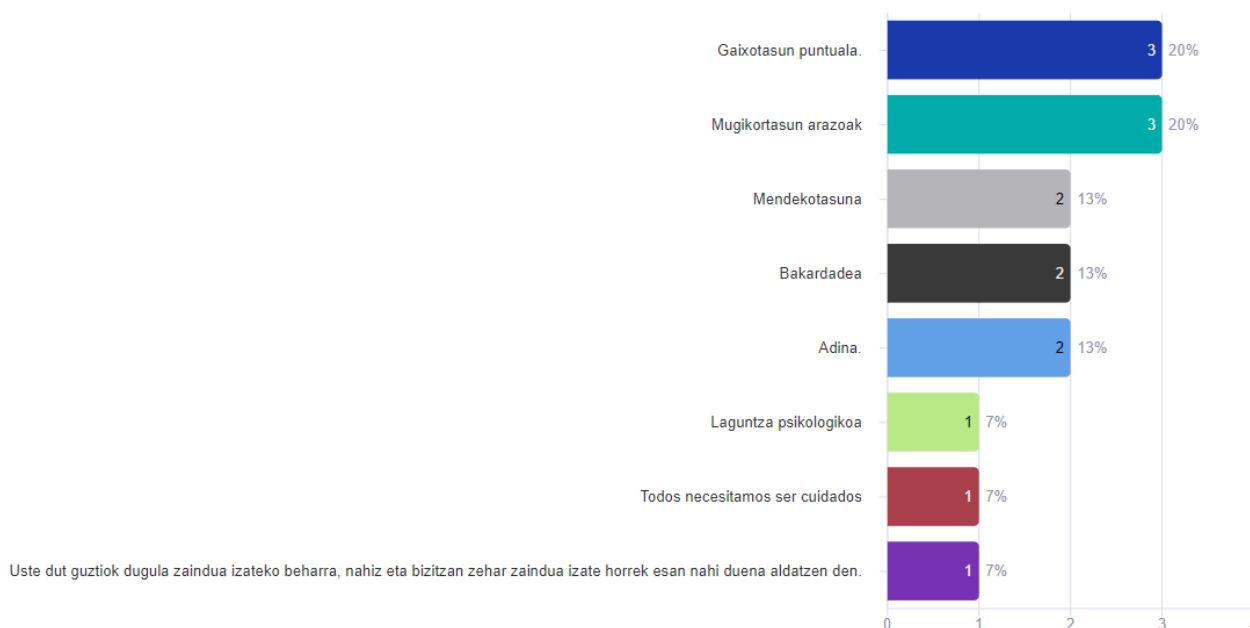 Gaixotasun puntuala. 3 20%
Mugikortasun arazoak 3 20%
Mendekotasuna 2 13%
Bakardadea 2 13%
Adina. 2 13%
Laguntza psikologikoa 1 7%
Todos necesitamos ser cuidados 1 7%
Uste dut guztiok dugula zaindua izateko beharra, nahiz eta bizitzan zehar zaindua izate horrek esan nahi duena aldatzen den. 1 7%
0 1 2 3